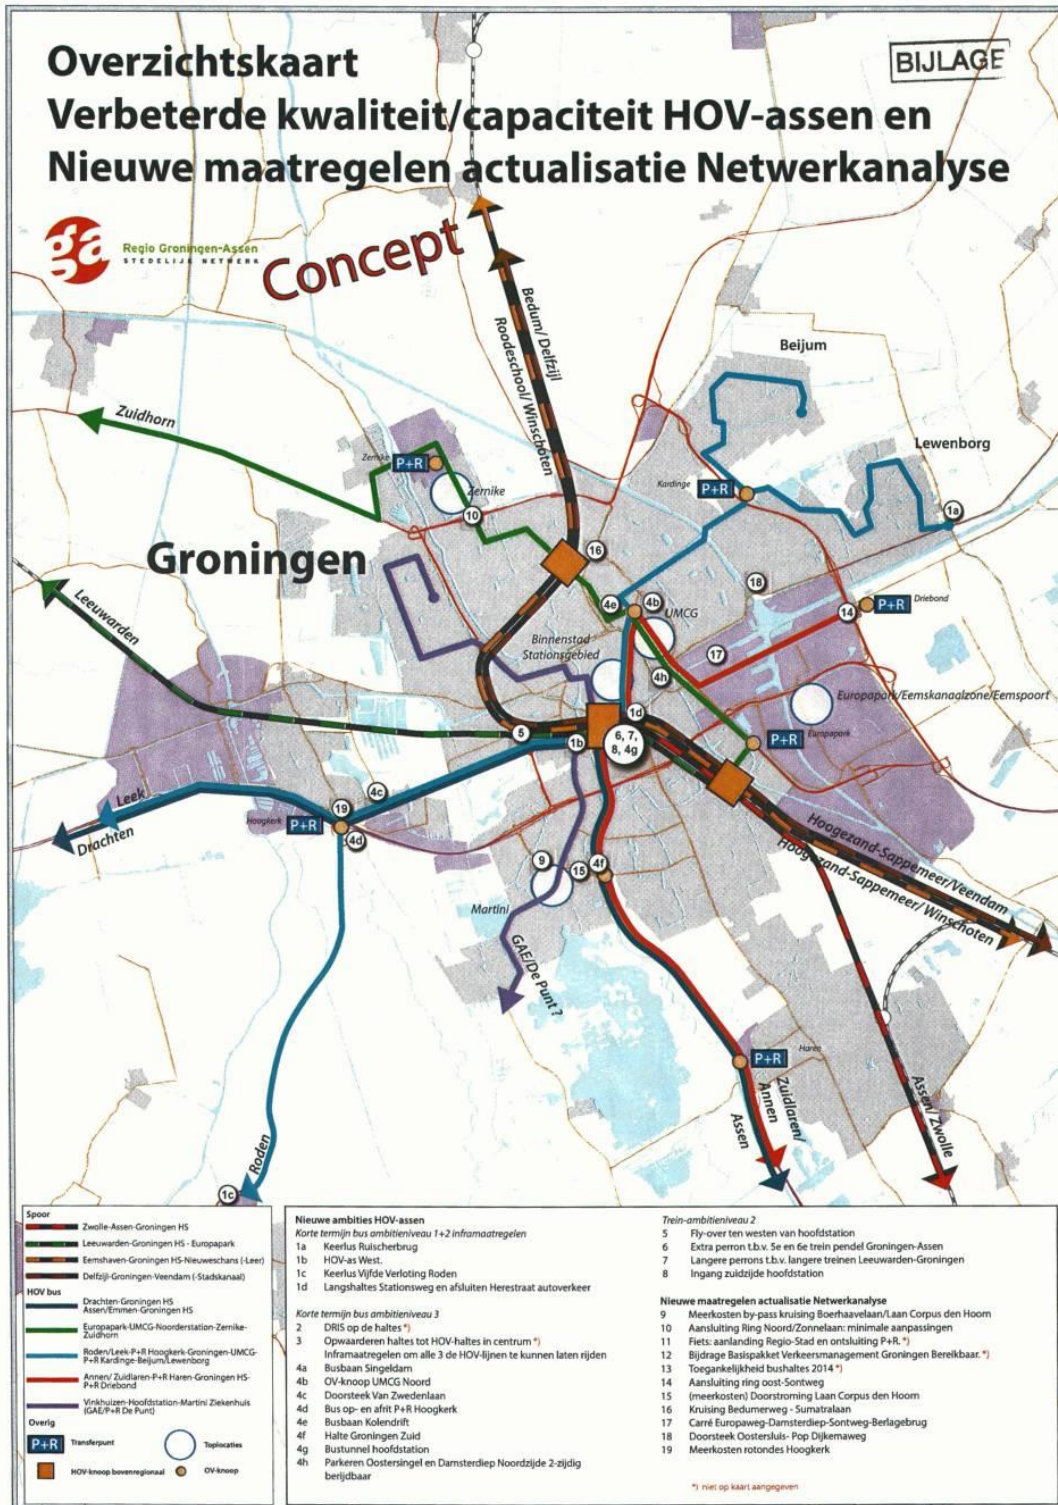 Overzichtskaart
Verbeterde kwaliteit/capaciteit HOV-assen en
Nieuwe maatregelen actualisatie Netwerkanalyse
BIJLAGE
ga
Regio Groningen-Assen
STEDELIJK NETWERK
Concept
Bedum/ Delfzijl
Roodeschool/Winschoten
Beijum
Zuidhorn
Lewenborg
Zernike
P+R
Zernike
Kardinge
P+R
1a
10
Groningen
16
18
4e
4b
UMCG
14
P+R
Driebond
Leeuwarden
Binnenstad
Stationsgebied
17
4h
Europapark/Eemskanaalzone/Eemspoort
1d
5
1b
6, 7,
8, 4g
P+R
Europapark
Leek
Drachten
4c
19
Hoogkerk
P+R
4d
Hoogezand-Sappemeer/Veendam
Hoogezand-Sappemeer/ Winschoten
9
15
4f
Martini
GAE/De Punt ?
Haren
P+R
Zuidlaren/
Annen
Assen
Assen/ Zwolle
Roden
1c
Spoor
Zwolle-Assen-Groningen HS
Leeuwarden-Groningen HS - Europapark
Eemshaven-Groningen HS-Nieuweschans (-Leer)
Delfzijl-Groningen-Veendam (-Stadskanaal)
HOV bus
Drachten-Groningen HS
Assen/Emmen-Groningen HS
Europapark-UMCG-Noorderstation-Zernike-
Zuidhorn
Roden/Leek-P+R Hoogkerk-Groningen-UMCG-
P+R Kardinge-Beijum/Lewenborg
Annen/ Zuidlaren-P+R Haren-Groningen HS-
P+R Driebond
Vinkhuizen-Hoofdstation-Martini Ziekenhuis
(GAE/P+R De Punt)
Overig
P+R Transferpunt
Toplocaties
HOV-knoop bovenregionaal
OV-knoop
Nieuwe ambities HOV-assen
Korte termijn bus ambitieniveau 1+2 inframaatregelen
1a Keerlus Ruischerbrug
1b HOV-as West.
1c Keerlus Vijfde Verloting Roden
1d Langshaltes Stationsweg en afsluiten Herestraat autoverkeer
Korte termijn bus ambitieniveau 3
2 DRIS op de haltes *)
3 Opwaarderen haltes tot HOV-haltes in centrum *)
Inframaatregelen om alle 3 de HOV-lijnen te kunnen laten rijden
4a Busbaan Singeldam
4b OV-knoop UMCG Noord
4c Doorsteek Van Zwedenlaan
4d Bus op- en afrit P+R Hoogkerk
4e Busbaan Kolendrift
4f Halte Groningen Zuid
4g Bustunnel hoofdstation
4h Parkeren Oostersingel en Damsterdiep Noordzijde 2-zijdig
berijdbaar
Trein-ambitieniveau 2
5 Fly-over ten westen van hoofdstation
6 Extra perron t.b.v. 5e en 6e trein pendel Groningen-Assen
7 Langere perrons t.b.v. langere treinen Leeuwarden-Groningen
8 Ingang zuidzijde hoofdstation
Nieuwe maatregelen actualisatie Netwerkanalyse
9 Meerkosten by-pass kruising Boerhaavelaan/Laan Corpus den Hoorn
10 Aansluiting Ring Noord/Zonnelaan: minimale aanpassingen
11 Fiets: aanlanding Regio-Stad en ontsluiting P+R. *)
12 Bijdrage Basispakket Verkeersmanagement Groningen Bereikbaar. *)
13 Toegankelijkheid bushaltes 2014 *)
14 Aansluiting ring oost-Sontweg
15 (meerkosten) Doorstroming Laan Corpus den Hoorn
16 Kruising Bedumerweg - Sumatralaan
17 Carré Europaweg-Damsterdiep-Sontweg-Berlagebrug
18 Doorsteek Oostersluis- Pop Dijkemaweg
19 Meerkosten rotondes Hoogkerk
*) niet op kaart aangegeven